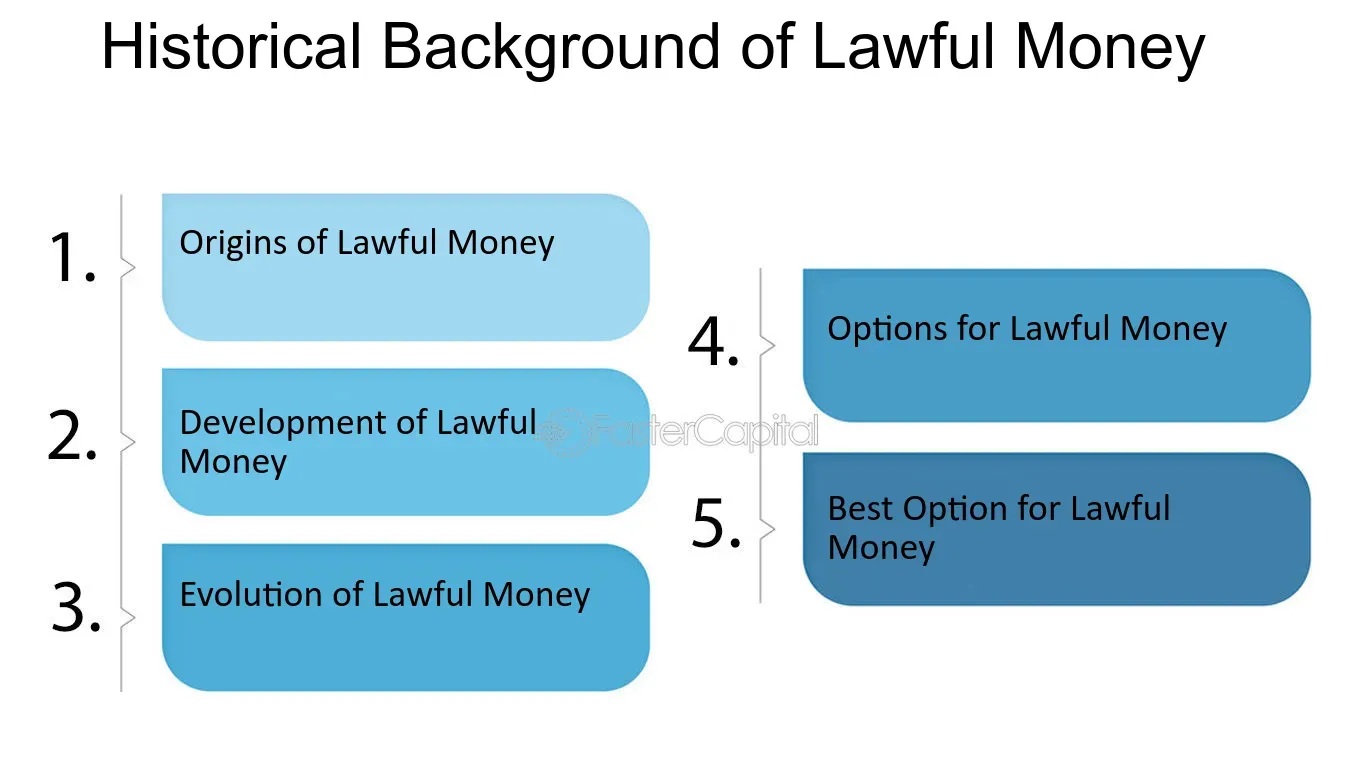 Historical Background of Lawful Money
1.
Origins of Lawful Money
2.
Development of Lawful
Money
3.
Evolution of Lawful Money
4.
Options for Lawful Money
5.
Best Option for Lawful
Money
FasterCapital